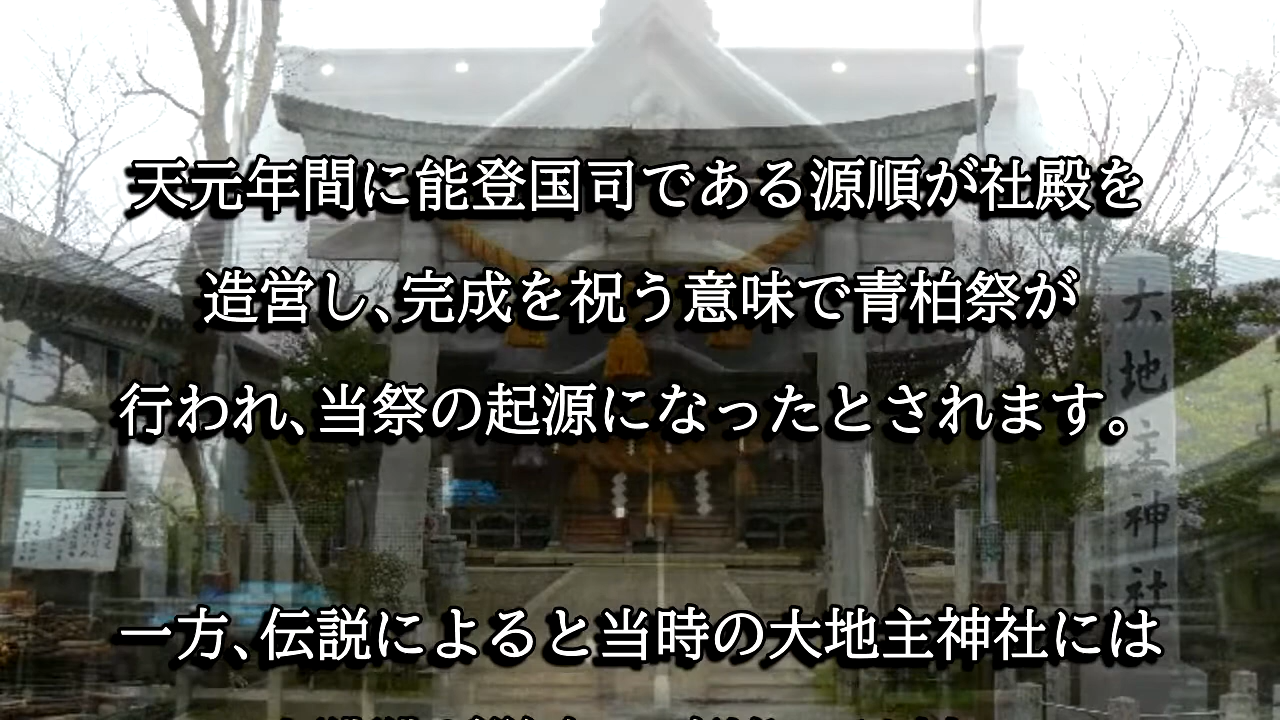 天元年間に能登国司である源順が社殿を
造営し、完成を祝う意味で青柏祭が
行われ、当祭の起源になったとされます。
一方、伝説によると当時の大地主神社には
大地主神社